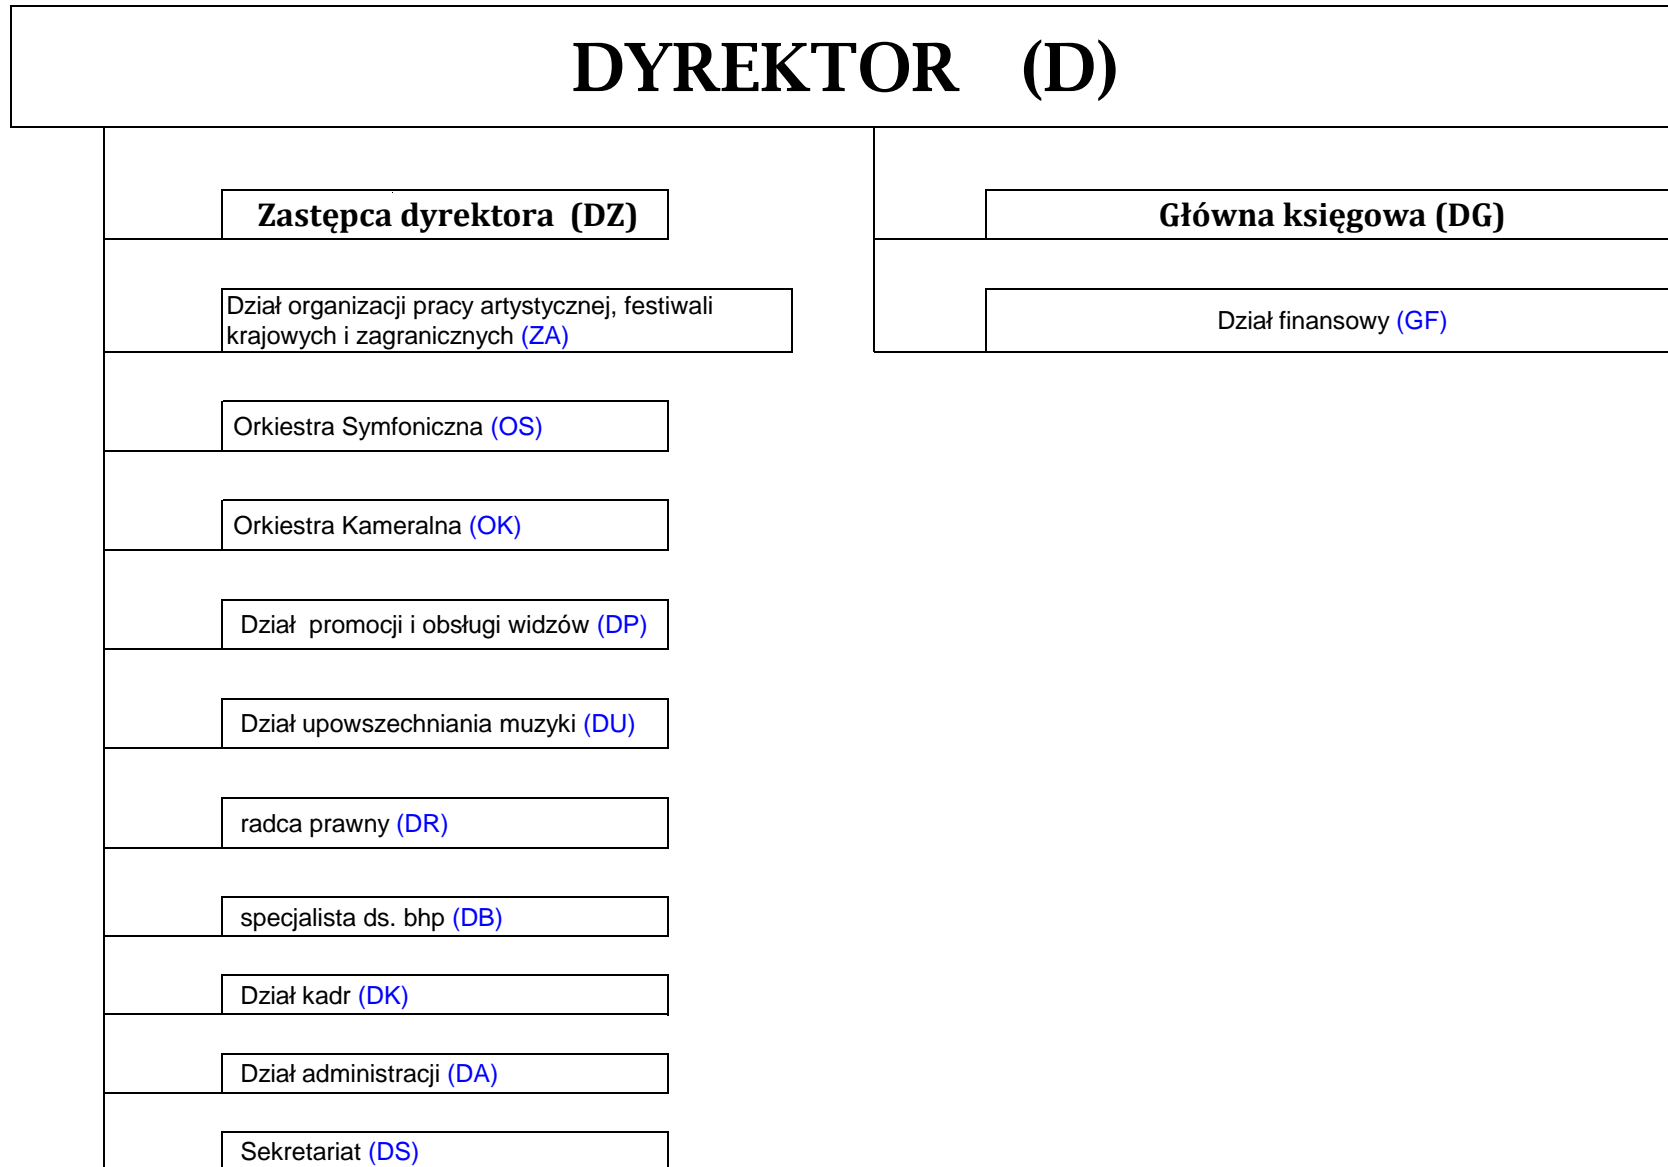 DYREKTOR (D)
Zastępca dyrektora (DZ)
Główna księgowa (DG)
Dział organizacji pracy artystycznej, festiwali
krajowych i zagranicznych (ZA)
Dział finansowy (GF)
Orkiestra Symfoniczna (OS)
Orkiestra Kameralna (OK)
Dział promocji i obsługi widzów (DP)
Dział upowszechniania muzyki (DU)
radca prawny (DR)
specjalista ds. bhp (DB)
Dział kadr (DK)
Dział administracji (DA)
Sekretariat (DS)